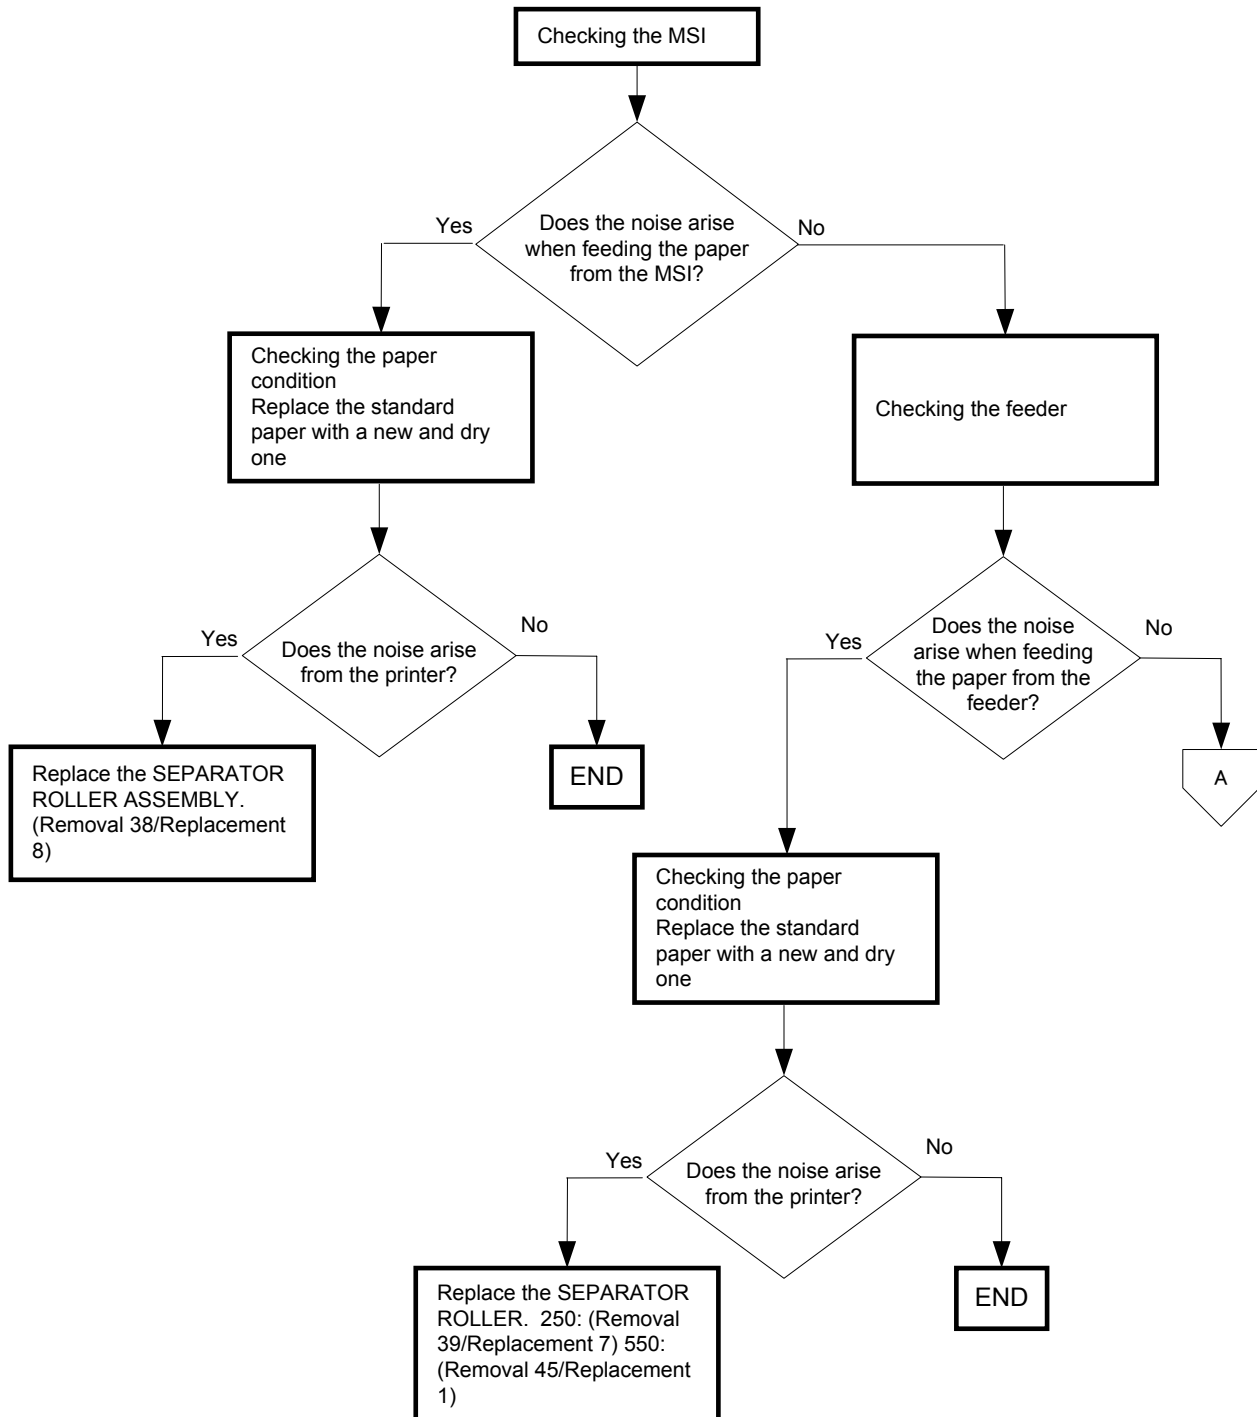 Checking the MSI
Does the noise arise
when feeding the paper
from the MSI?
Yes
No
Checking the paper
condition
Replace the standard
paper with a new and dry
one
Checking the feeder
Does the noise arise
from the printer?
Yes
No
Does the noise
arise when feeding
the paper from the
feeder?
Yes
No
Replace the SEPARATOR
ROLLER ASSEMBLY.
(Removal 38/Replacement
8)
END
A
Checking the paper
condition
Replace the standard
paper with a new and dry
one
Does the noise arise
from the printer?
Yes
No
Replace the SEPARATOR
ROLLER.  250: (Removal
39/Replacement 7) 550:
(Removal 45/Replacement
1)
END